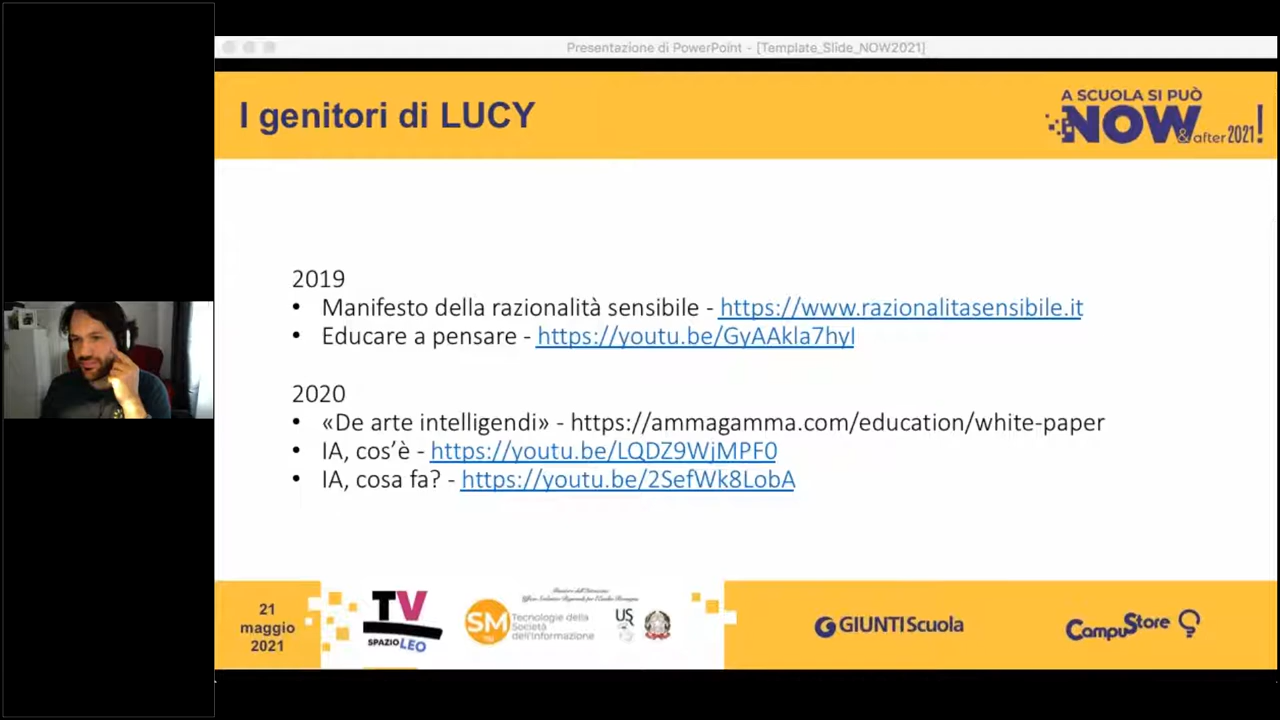 Presentazione di PowerPoint - [Template_Slide_NOW2021]
I genitori di LUCY
A SCUOLA SI PUÒ
NOW
& after 2021!
2019
• Manifesto della razionalità sensibile - https://www.razionalitasensibile.it
• Educare a pensare - https://youtu.be/GyAAkla7hyI
2020
• «De arte intelligendi» - https://ammagamma.com/education/white-paper
• IA, cos’è - https://youtu.be/LQDZ9WjMPF0
• IA, cosa fa? - https://youtu.be/2SefWk8LobA
21
maggio
2021
TV
SPAZIO LEO
SM
Tecnologie della
Società
dell'Informazione
US
GIUNTI Scuola
CampuStore